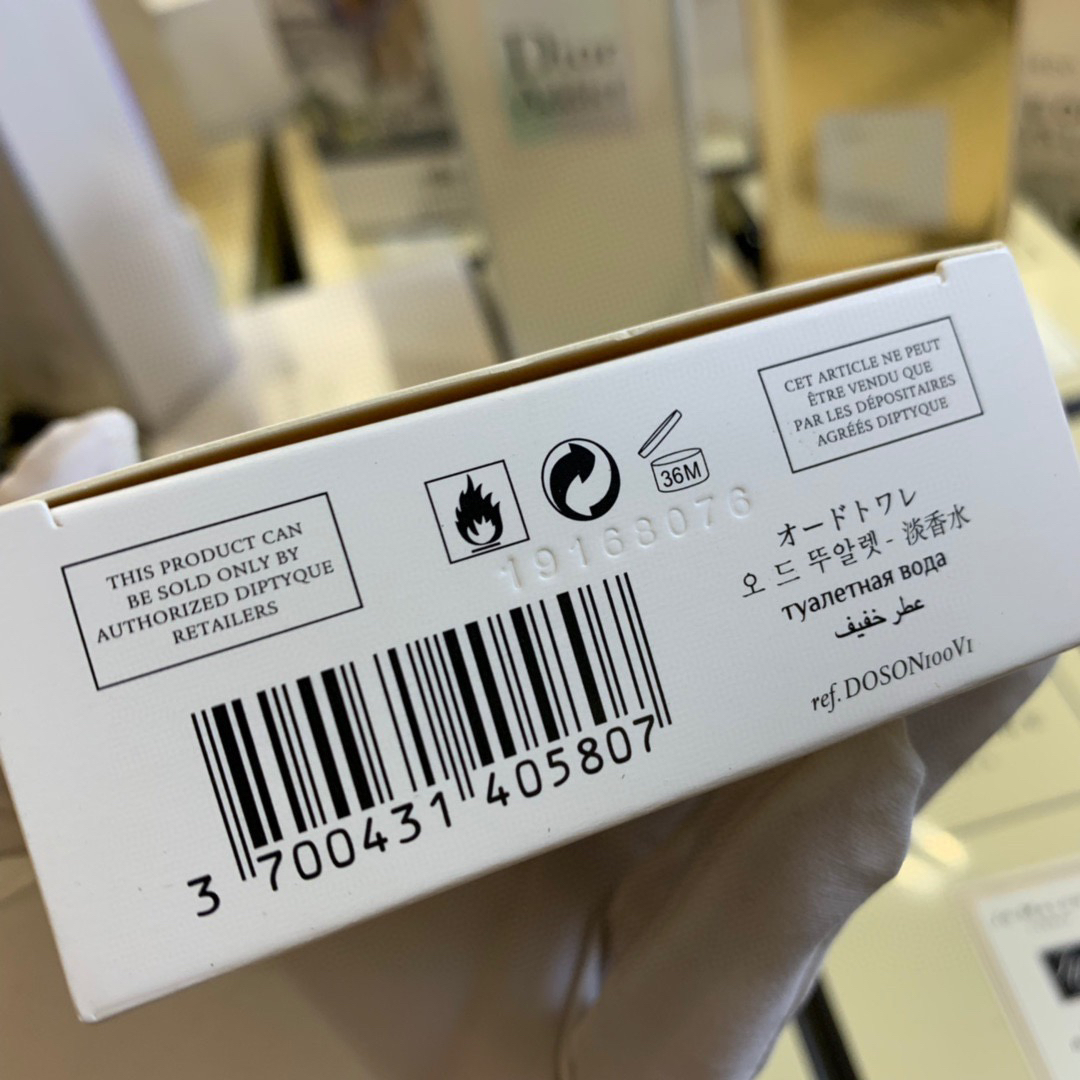 Dior
CET ARTICLE NE PEUT
ÊTRE VENDU QUE
PAR LES DÉPOSITAIRES
AGRÉÉS DIPTYQUE
36M
19168076
THIS PRODUCT CAN
BE SOLD ONLY BY
AUTHORIZED DIPTYQUE
RETAILERS
オードトワレ
오 드 뚜알렛 - 淡香水
туалетная вода
عطر خفيف
ref. DOSON100V1
3 700431 405807